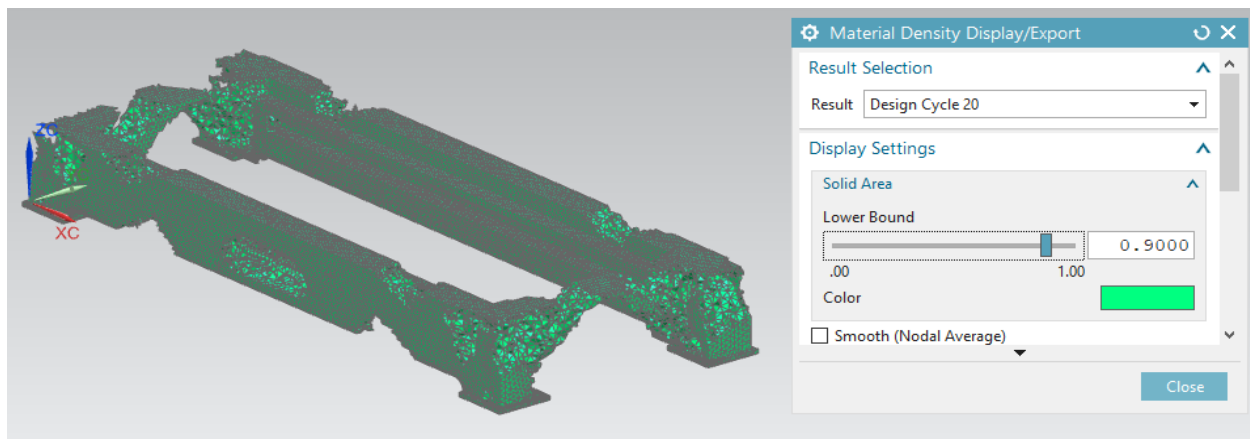 ZC
XC
Material Density Display/Export
Result Selection
Result Design Cycle 20
Display Settings
Solid Area
Lower Bound
0.9000
.00 1.00
Color
Smooth (Nodal Average)
Close